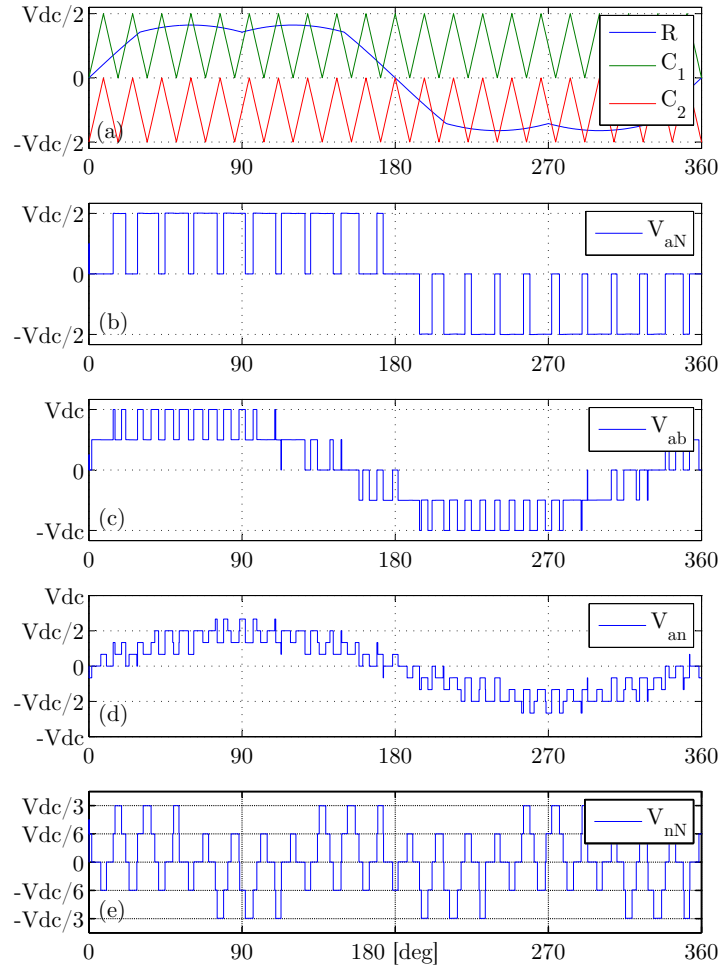 Vdc/2
0
-Vdc/2
(a)
R
C1
C2
0 90 180 270 360
Vdc/2
0
-Vdc/2
(b)
VaN
0 90 180 270 360
Vdc
0
-Vdc
(c)
Vab
0 90 180 270 360
Vdc
Vdc/2
0
-Vdc/2
-Vdc
(d)
Van
0 90 180 270 360
Vdc/3
Vdc/6
0
-Vdc/6
-Vdc/3
(e)
VnN
0 90 180 [deg] 270 360